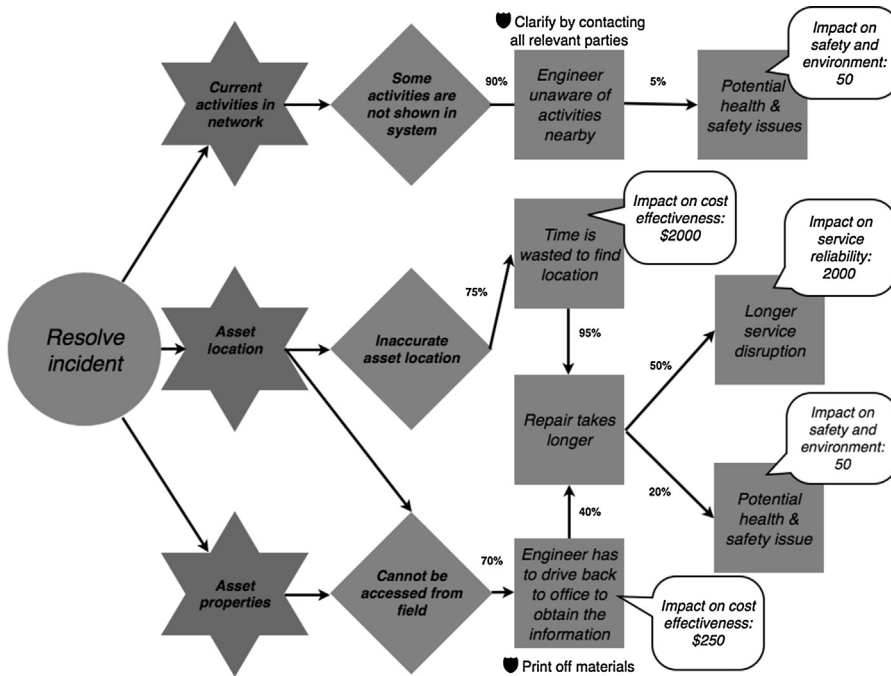 Clarify by contacting
all relevant parties
Impact on
safety and
environment:
50
Current
activities in
network
Some
activities are
not shown in
system
90%
Engineer
unaware of
activities
nearby
5%
Potential
health &
safety issues
Impact on cost
effectiveness:
$2000
Time is
wasted to find
location
Impact on
service
reliability:
2000
75%
Resolve
incident
Asset
location
Inaccurate
asset location
95%
Longer
service
disruption
50%
Repair takes
longer
Impact on
safety and
environment:
50
20%
40%
Potential
health &
safety issue
70%
Asset
properties
Cannot be
accessed from
field
Engineer has
to drive back
to office to
obtain the
information
Impact on cost
effectiveness:
$250
Print off materials